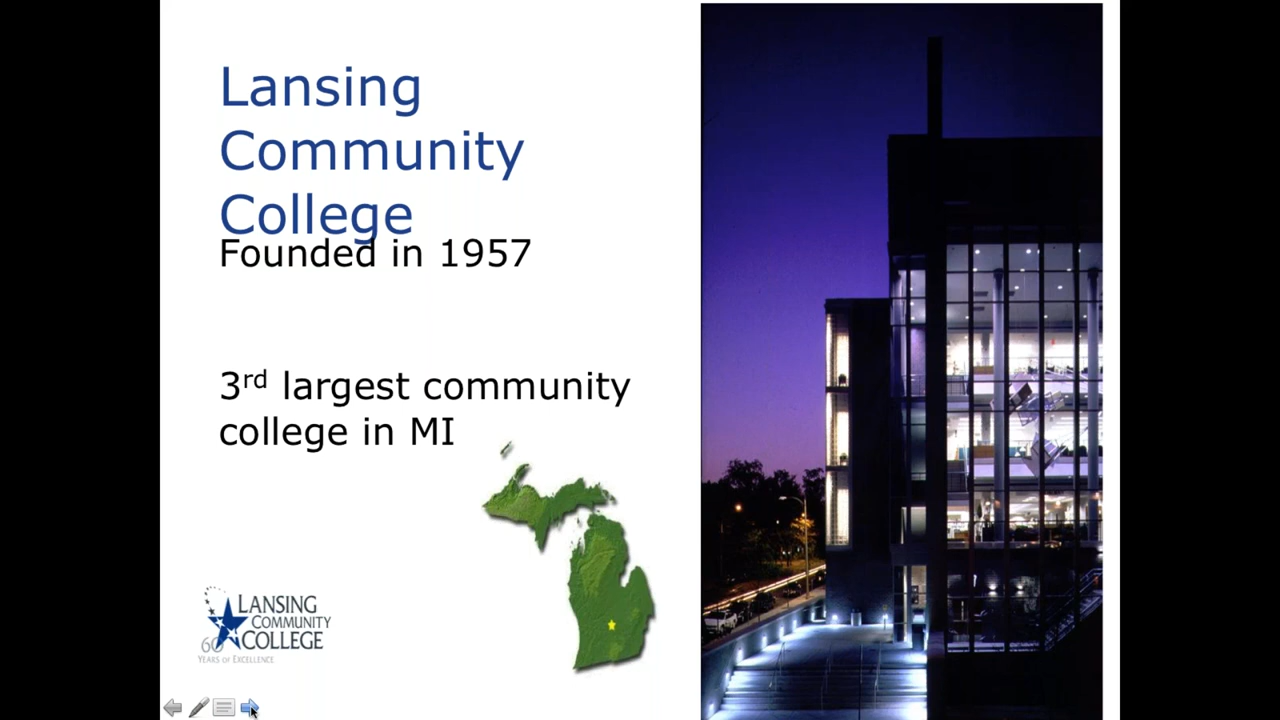 Lansing
Community
College
Founded in 1957
3rd largest community
college in MI
LANSING
COMMUNITY
COLLEGE
60
YEARS OF EXCELLENCE